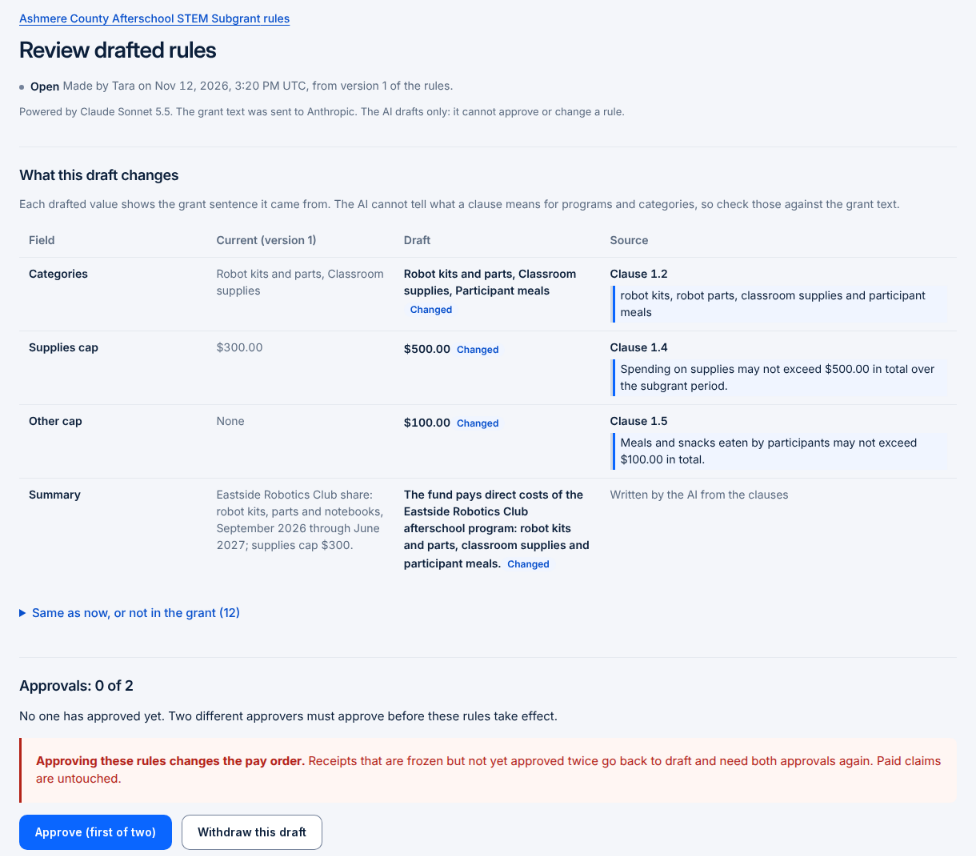 Ashmere County Afterschool STEM Subgrant rules
Review drafted rules
Open Made by Tara on Nov 12, 2026, 3:20 PM UTC, from version 1 of the rules.
Powered by Claude Sonnet 5.5. The grant text was sent to Anthropic. The AI drafts only: it cannot approve or change a rule.
What this draft changes
Each drafted value shows the grant sentence it came from. The AI cannot tell what a clause means for programs and categories, so check those against the grant text.
Field
Current (version 1)
Draft
Source
Categories
Robot kits and parts, Classroom
supplies
Robot kits and parts, Classroom
supplies, Participant meals
Changed
Clause 1.2
robot kits, robot parts, classroom supplies and participant
meals
Supplies cap
$300.00
$500.00 Changed
Clause 1.4
Spending on supplies may not exceed $500.00 in total over
the subgrant period.
Other cap
None
$100.00 Changed
Clause 1.5
Meals and snacks eaten by participants may not exceed
$100.00 in total.
Summary
Eastside Robotics Club share:
robot kits, parts and notebooks,
September 2026 through June
2027; supplies cap $300.
The fund pays direct costs of the
Eastside Robotics Club
afterschool program: robot kits
and parts, classroom supplies and
participant meals. Changed
Written by the AI from the clauses
Same as now, or not in the grant (12)
Approvals: 0 of 2
No one has approved yet. Two different approvers must approve before these rules take effect.
Approving these rules changes the pay order. Receipts that are frozen but not yet approved twice go back to draft and need both approvals again. Paid claims
are untouched.
Approve (first of two)
Withdraw this draft